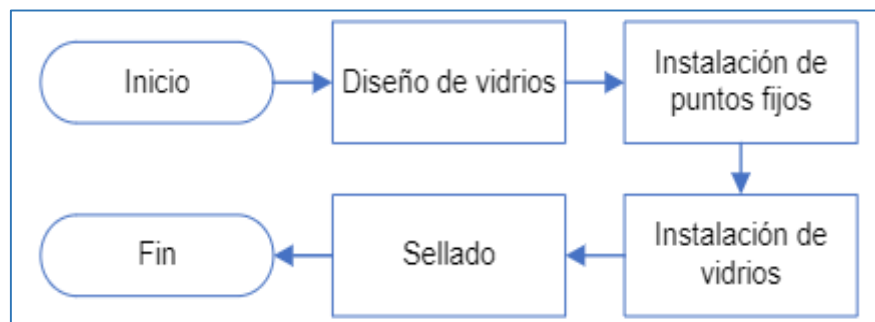 Inicio
Diseño de vidrios
Instalación de
puntos fijos
Instalación de
vidrios
Sellado
Fin